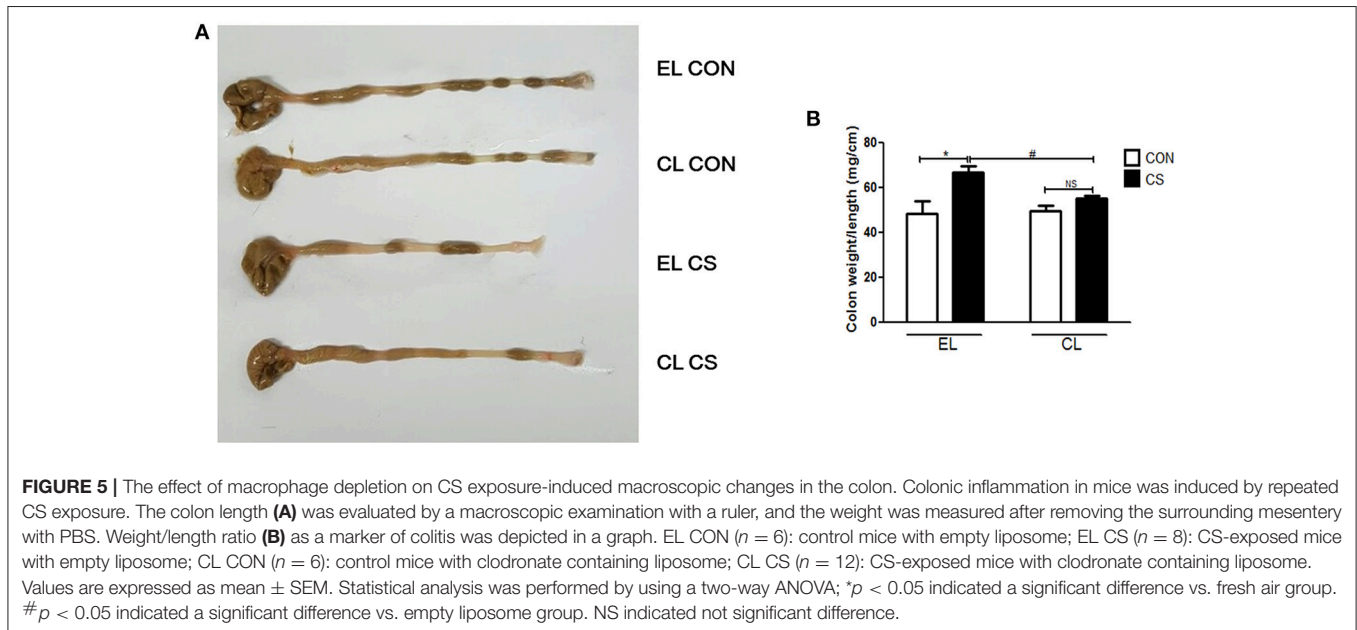 A
EL CON
CL CON
EL CS
CL CS
B
Colon weight/length (mg/cm)
80
60
40
20
0
*
#
NS
CON
CS
EL
CL
FIGURE 5 | The effect of macrophage depletion on CS exposure-induced macroscopic changes in the colon. Colonic inflammation in mice was induced by repeated
CS exposure. The colon length (A) was evaluated by a macroscopic examination with a ruler, and the weight was measured after removing the surrounding mesentery
with PBS. Weight/length ratio (B) as a marker of colitis was depicted in a graph. EL CON (n = 6): control mice with empty liposome; EL CS (n = 8): CS-exposed mice
with empty liposome; CL CON (n = 6): control mice with clodronate containing liposome; CL CS (n = 12): CS-exposed mice with clodronate containing liposome.
Values are expressed as mean ± SEM. Statistical analysis was performed by using a two-way ANOVA; *p < 0.05 indicated a significant difference vs. fresh air group.
#p < 0.05 indicated a significant difference vs. empty liposome group. NS indicated not significant difference.